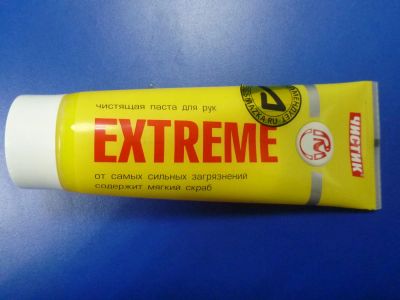 чистящая паста для рук
EXTREME
от самых сильных загрязнений
содержит мягкий скраб
ЧИСТИК